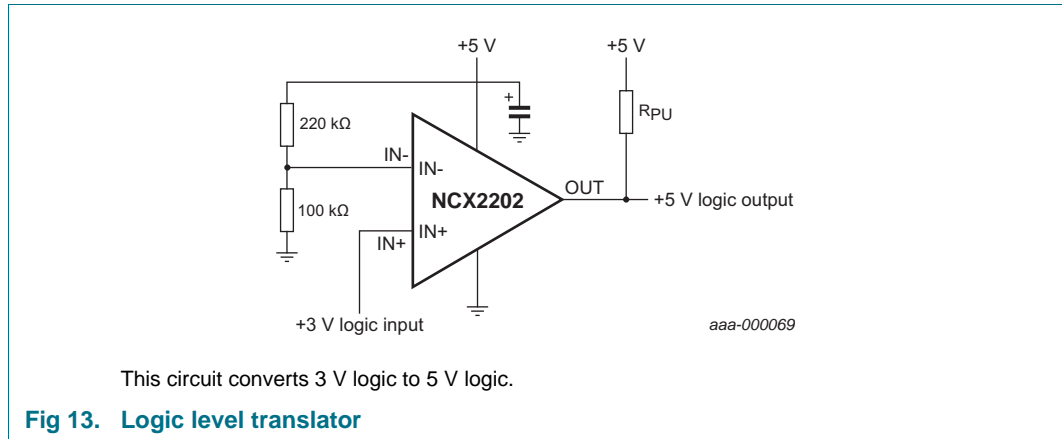 +5 V
+5 V
+
220 kΩ
RPU
IN-
IN-
NCX2202
OUT
+5 V logic output
100 kΩ
IN+
IN+
+3 V logic input
aaa-000069
This circuit converts 3 V logic to 5 V logic.
Fig 13. Logic level translator